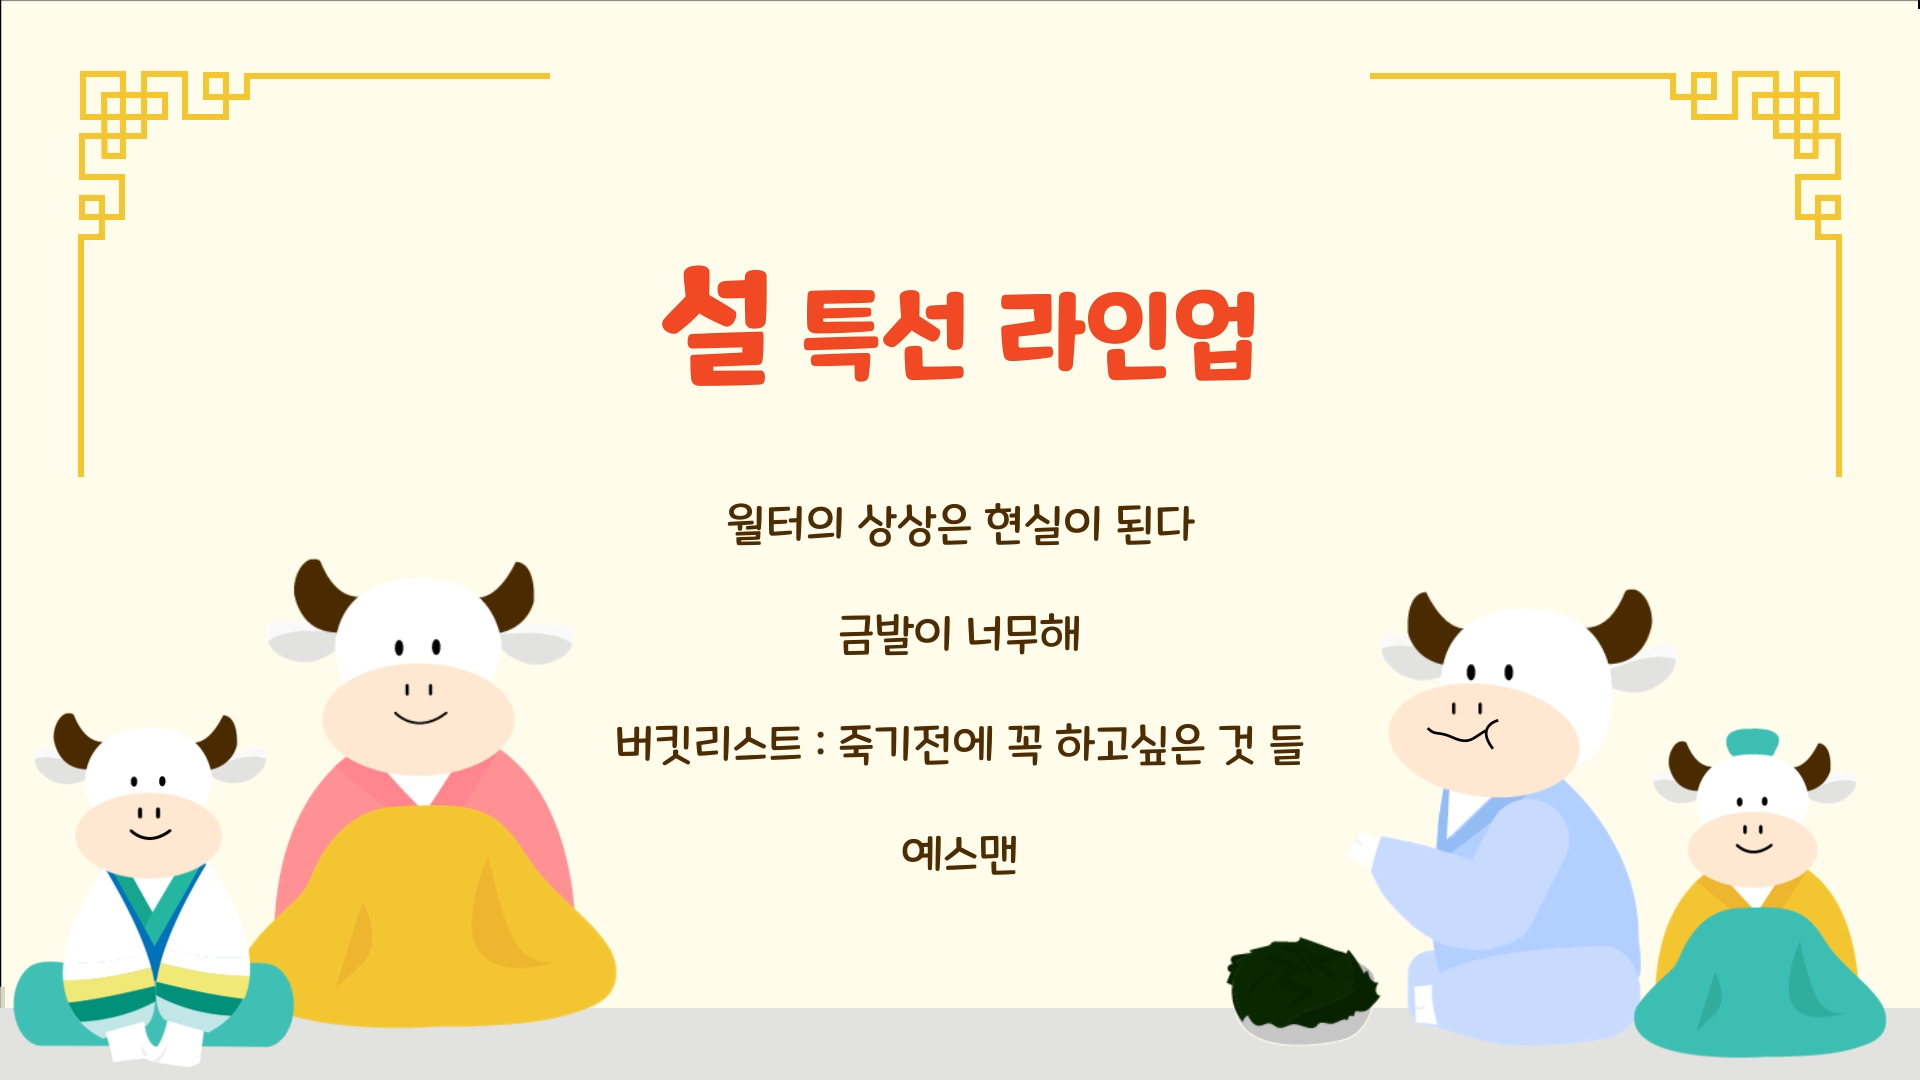 설 특선 라인업
월터의 상상은 현실이 된다
금발이 너무해
버킷리스트 : 죽기전에 꼭 하고싶은 것 들
예스맨